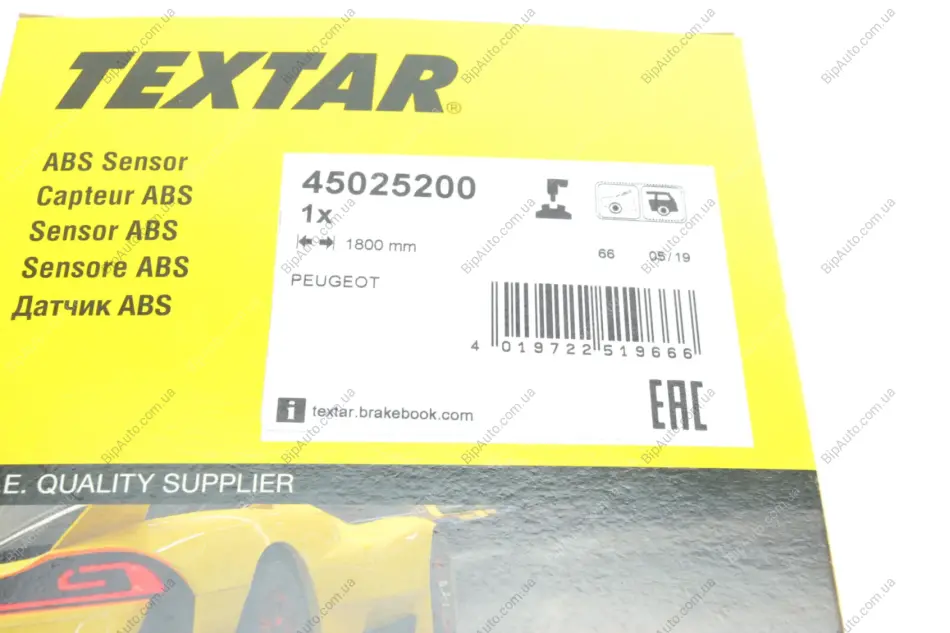 TEXTAR®
ABS Sensor
Capteur ABS
Sensor ABS
Sensore ABS
Датчик ABS
45025200
1x
1800 mm
66 05/19
PEUGEOT
4 019722 519666
textar.brakebook.com
EAC
E. QUALITY SUPPLIER
BipAuto.com.ua